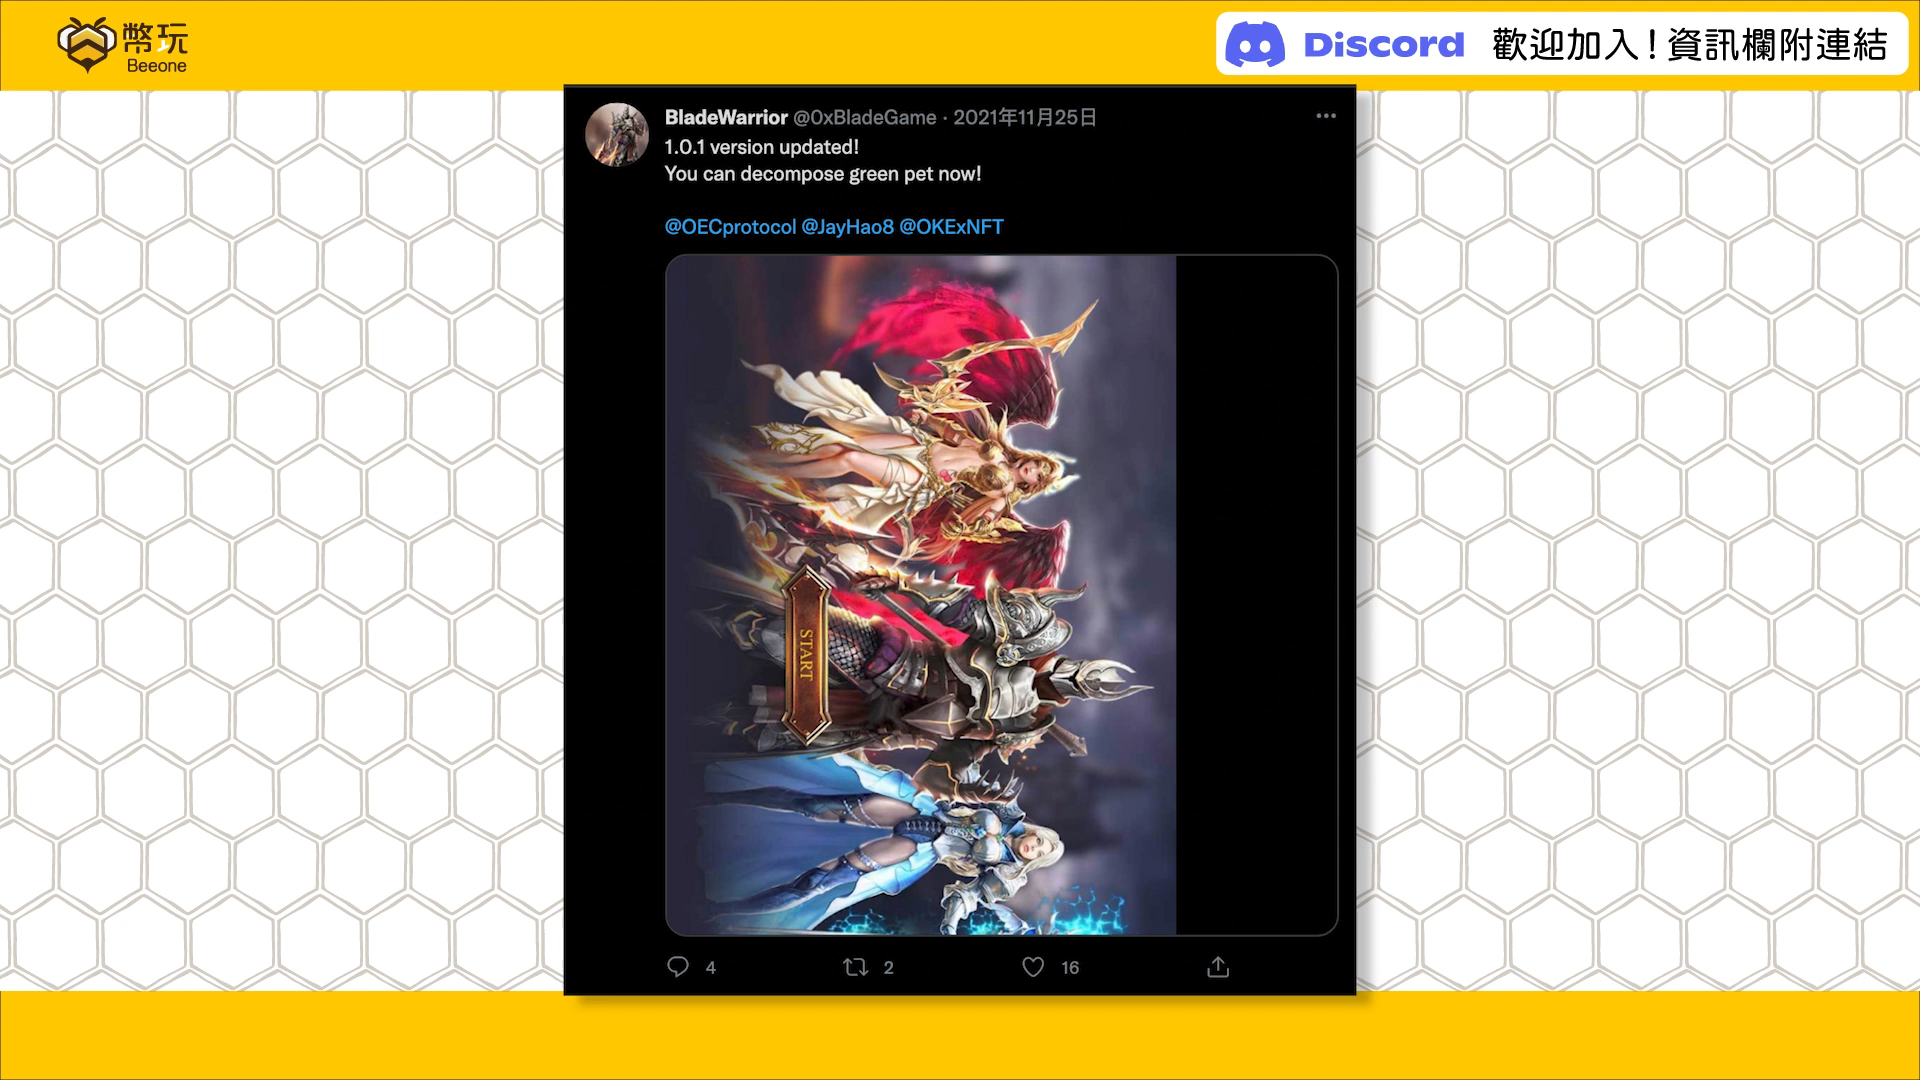 幣玩
Beeone
Discord 歡迎加入！資訊欄附連結
BladeWarrior @0xBladeGame · 2021年11月25日
1.0.1 version updated!
You can decompose green pet now!
@OECprotocol @JayHao8 @OKExNFT
START
4 2 16